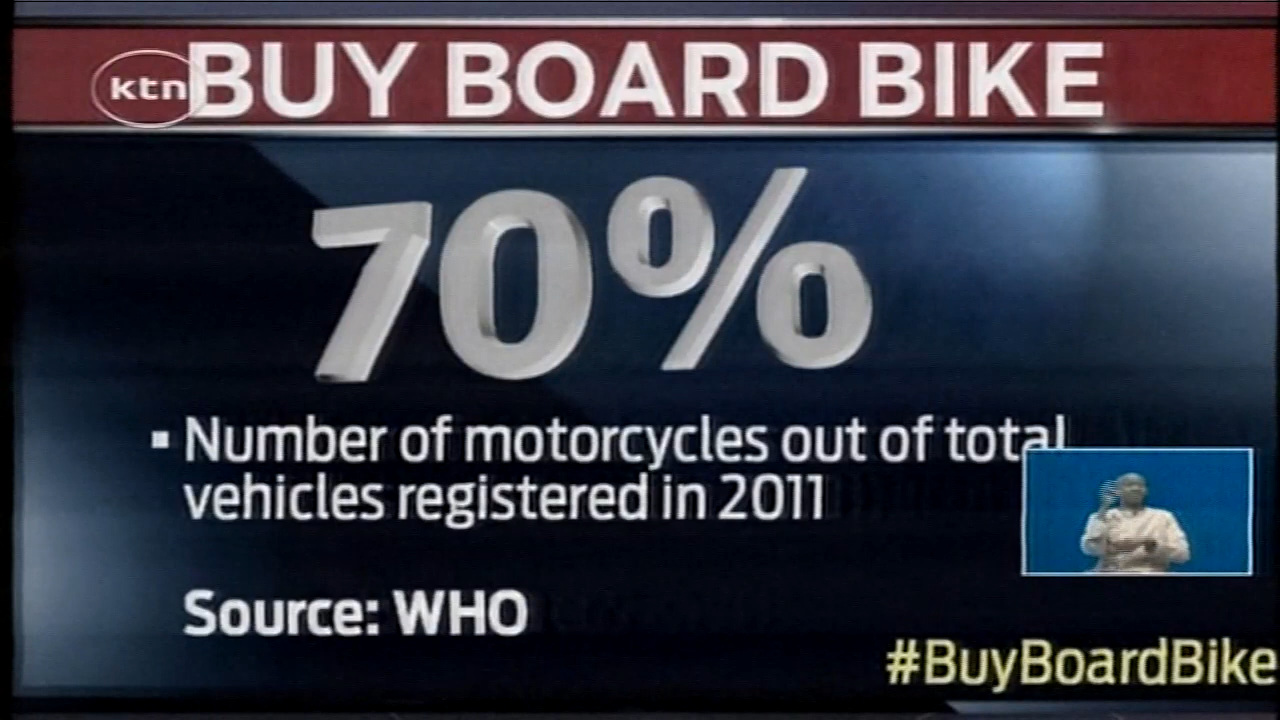 ktn
BUY BOARD BIKE
70%
▪ Number of motorcycles out of total
vehicles registered in 2011
Source: WHO
#BuyBoardBike